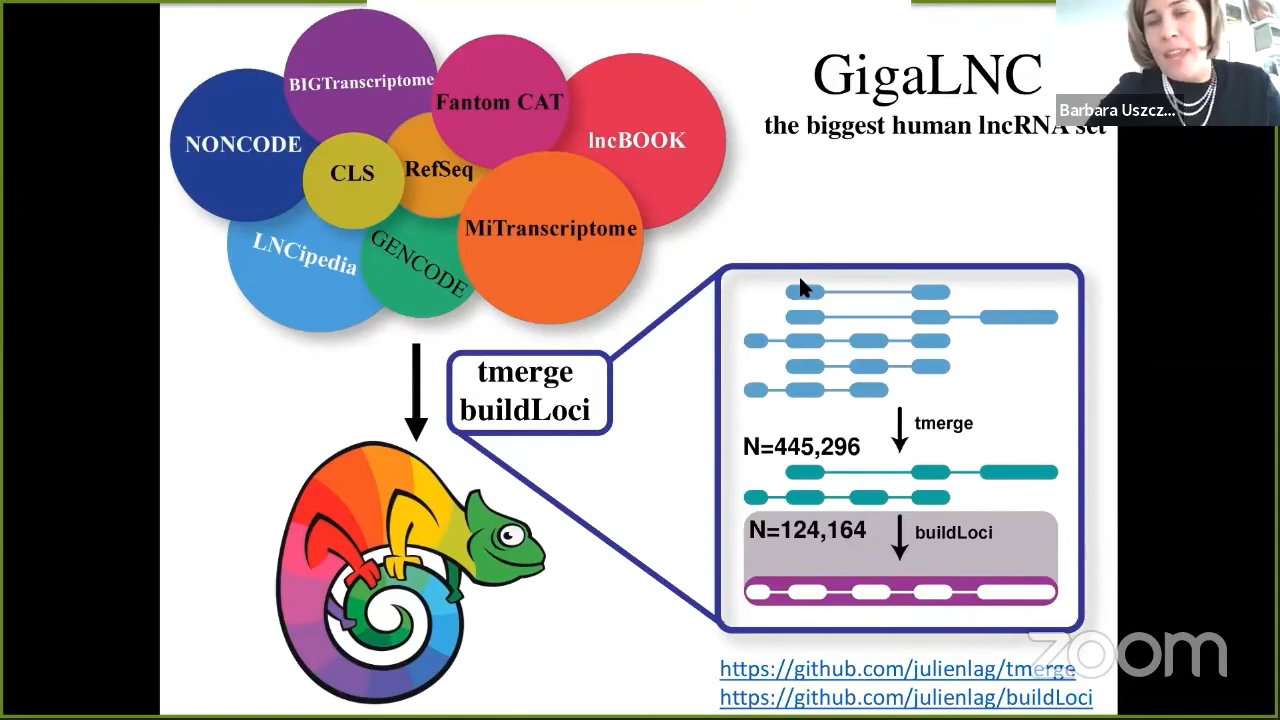 GigaLNC
the biggest human lncRNA set
Barbara Uszcz...
BIGTranscriptome
Fantom CAT
NONCODE
lncBOOK
CLS
RefSeq
MiTranscriptome
LNCipedia
GENCODE
tmerge
buildLoci
tmerge
N=445,296
N=124,164
buildLoci
zoom
https://github.com/julienlag/tmerge
https://github.com/julienlag/buildLoci